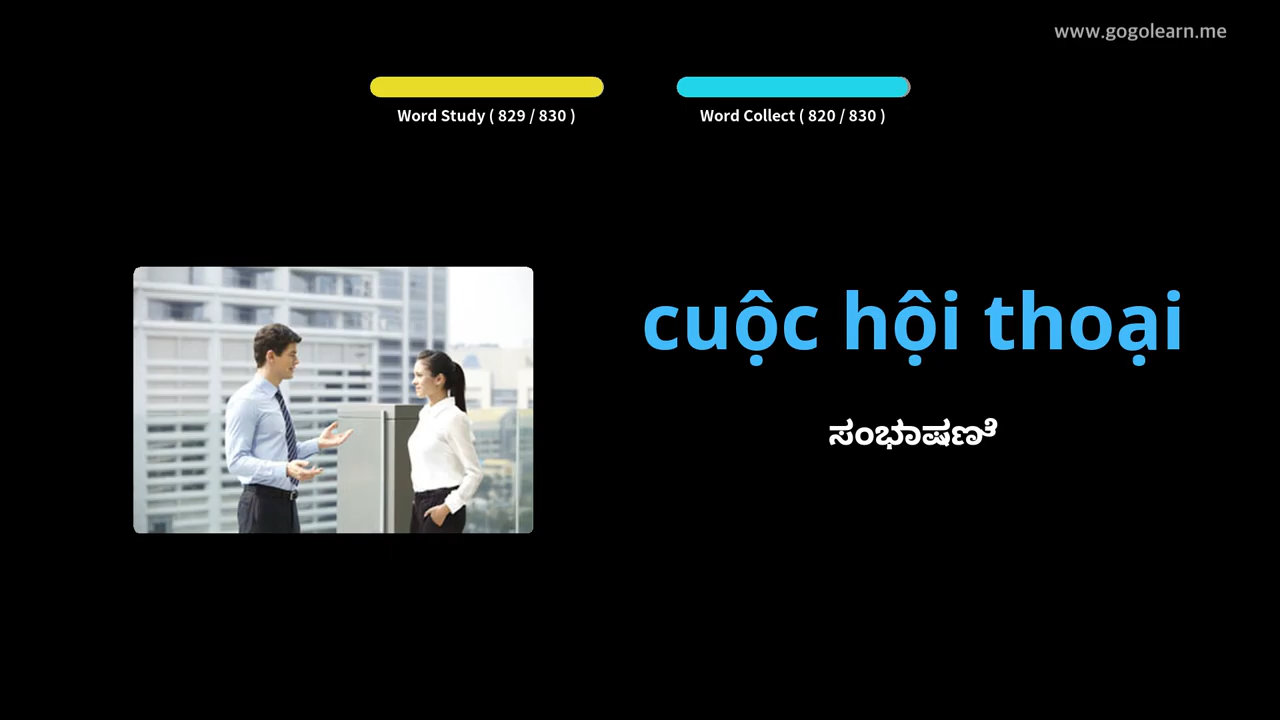 www.gogolearn.me
Word Study ( 829 / 830 )
Word Collect ( 820 / 830 )
cuộc hội thoại
ಸಂಭಾಷಣೆ